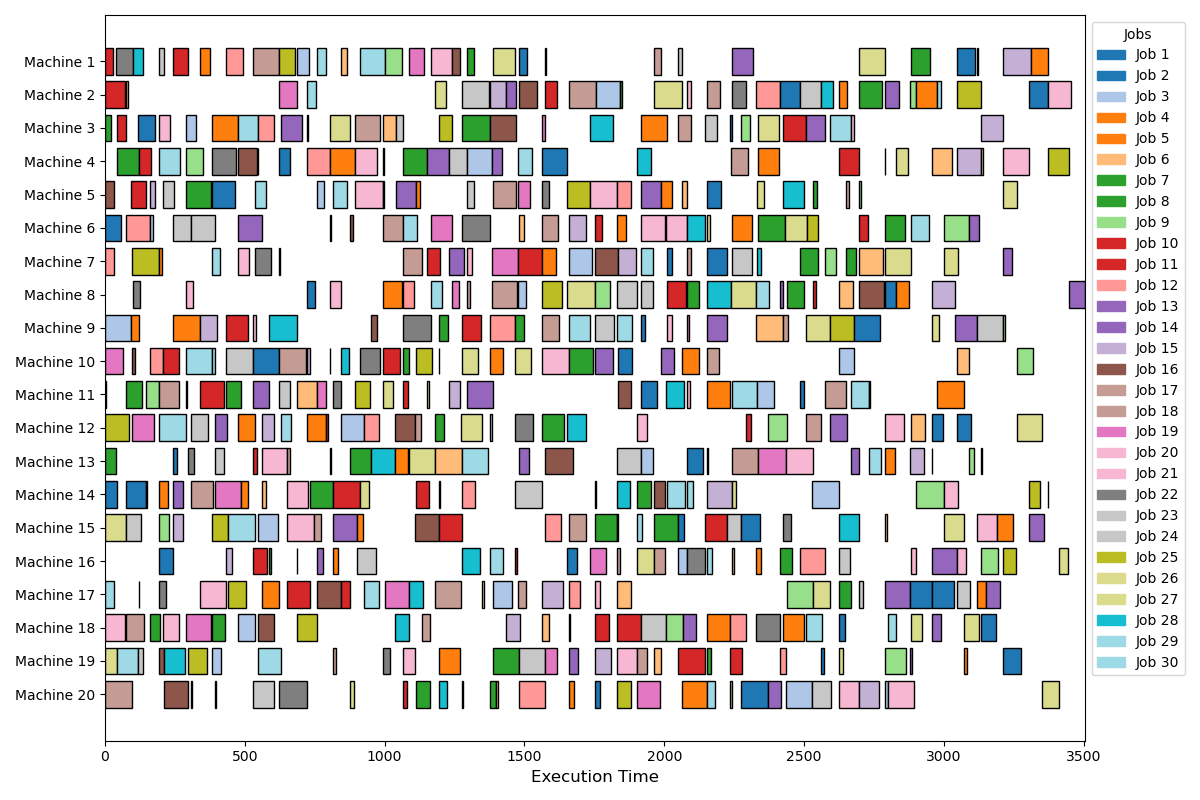 Machine 1
Machine 2
Machine 3
Machine 4
Machine 5
Machine 6
Machine 7
Machine 8
Machine 9
Machine 10
Machine 11
Machine 12
Machine 13
Machine 14
Machine 15
Machine 16
Machine 17
Machine 18
Machine 19
Machine 20
0 500 1000 1500 2000 2500 3000 3500
Execution Time
Jobs
Job 1
Job 2
Job 3
Job 4
Job 5
Job 6
Job 7
Job 8
Job 9
Job 10
Job 11
Job 12
Job 13
Job 14
Job 15
Job 16
Job 17
Job 18
Job 19
Job 20
Job 21
Job 22
Job 23
Job 24
Job 25
Job 26
Job 27
Job 28
Job 29
Job 30